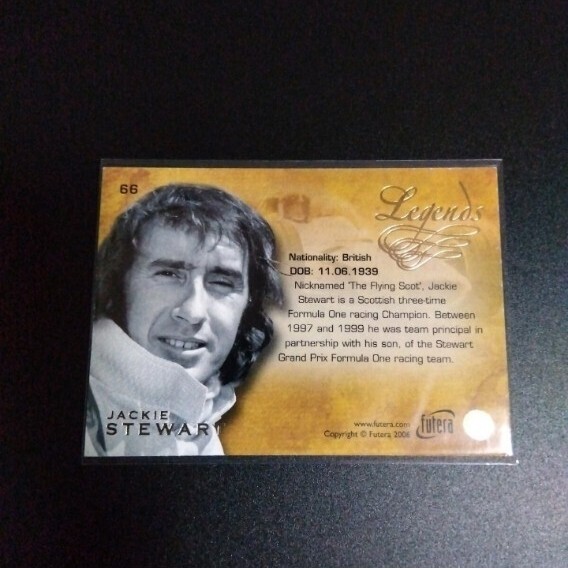 66
Legends
Nationality: British
DOB: 11.06.1939
Nicknamed "The Flying Scot", Jackie
Stewart is a Scottish three-time
Formula One racing Champion. Between
1997 and 1999 he was team principal in
partnership with his son, of the Stewart
Grand Prix Formula One racing team.
JACKIE
STEWART
www.futera.com
Copyright © Futera 2006
futera